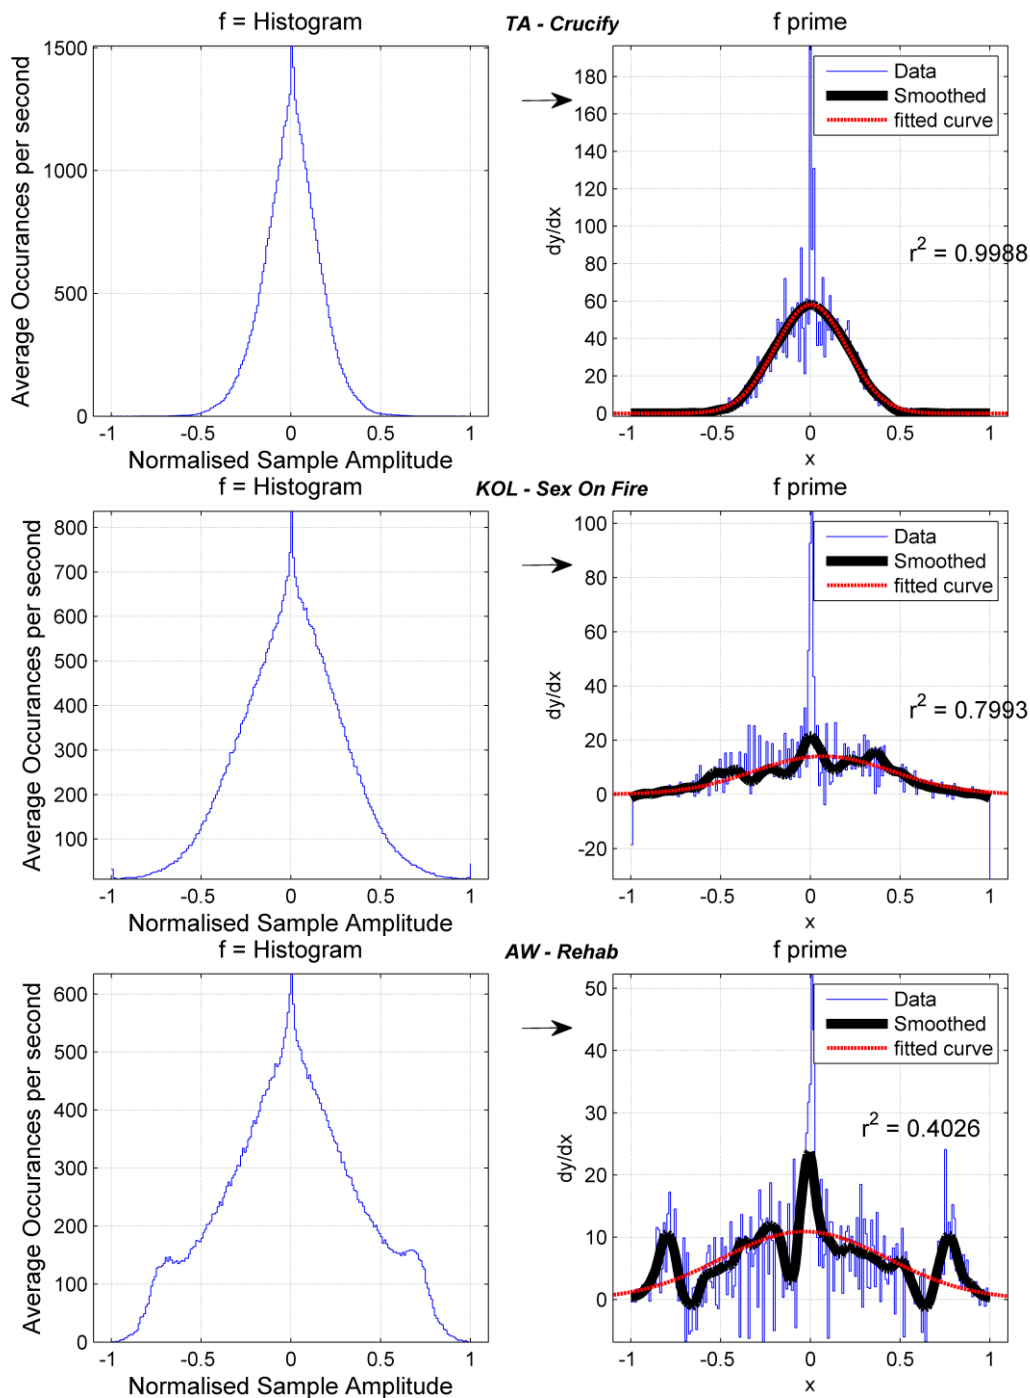 f = Histogram
TA - Crucify
f prime
Average Occurances per second
1500
1000
500
0
-1
-0.5
0
0.5
1
Normalised Sample Amplitude
dy/dx
180
160
140
120
100
80
60
40
20
0
Data
Smoothed
fitted curve
r² = 0.9988
-1
-0.5
0
0.5
1
x
f = Histogram
KOL - Sex On Fire
f prime
Average Occurances per second
800
700
600
500
400
300
200
100
-1
-0.5
0
0.5
1
Normalised Sample Amplitude
dy/dx
100
80
60
40
20
0
-20
Data
Smoothed
fitted curve
r² = 0.7993
-1
-0.5
0
0.5
1
x
f = Histogram
AW - Rehab
f prime
Average Occurances per second
600
500
400
300
200
100
0
-1
-0.5
0
0.5
1
Normalised Sample Amplitude
dy/dx
50
40
30
20
10
0
Data
Smoothed
fitted curve
r² = 0.4026
-1
-0.5
0
0.5
1
x